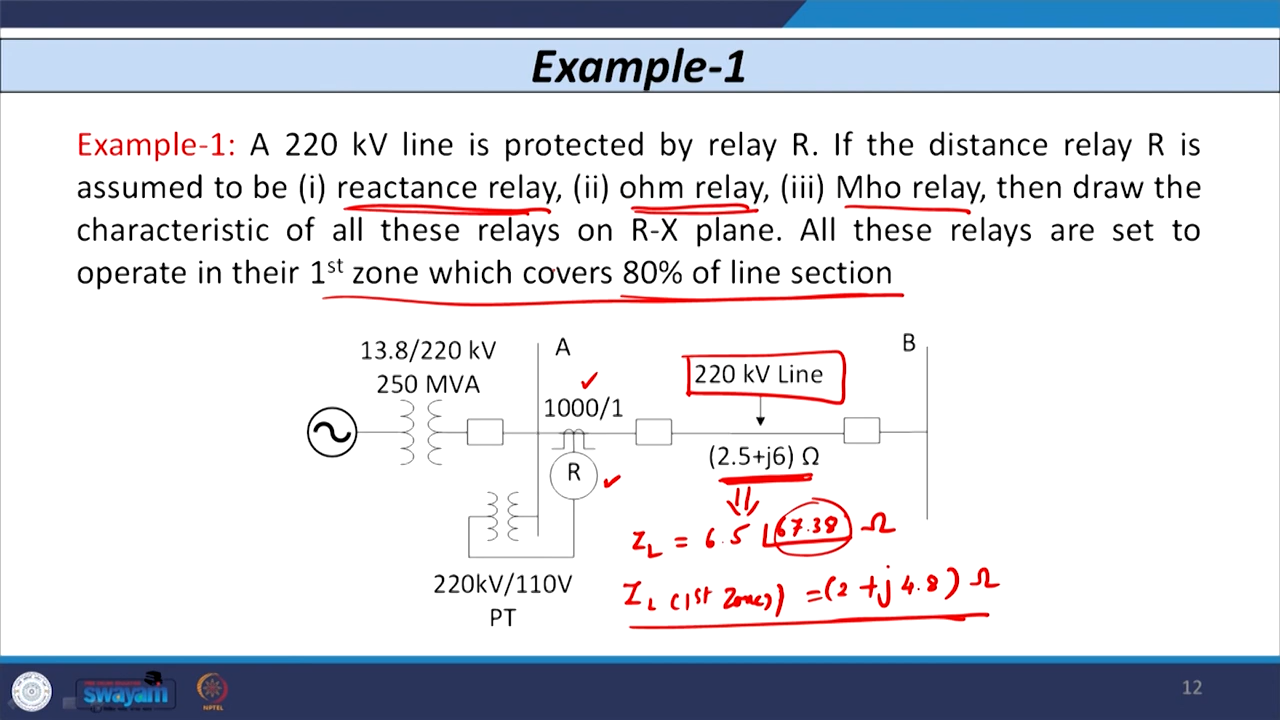 Example-1
Example-1: A 220 kV line is protected by relay R. If the distance relay R is
assumed to be (i) reactance relay, (ii) ohm relay, (iii) Mho relay, then draw the
characteristic of all these relays on R-X plane. All these relays are set to
operate in their 1st zone which covers 80% of line section
13.8/220 kV
250 MVA
A
B
1000/1
220 kV Line
R
(2.5+j6) Ω
ZL = 6.5 ∠67.38 Ω
220kV/110V
PT
ZL (1st Zone) = (2 + j 4.8) Ω
swayam
NPTEL
12